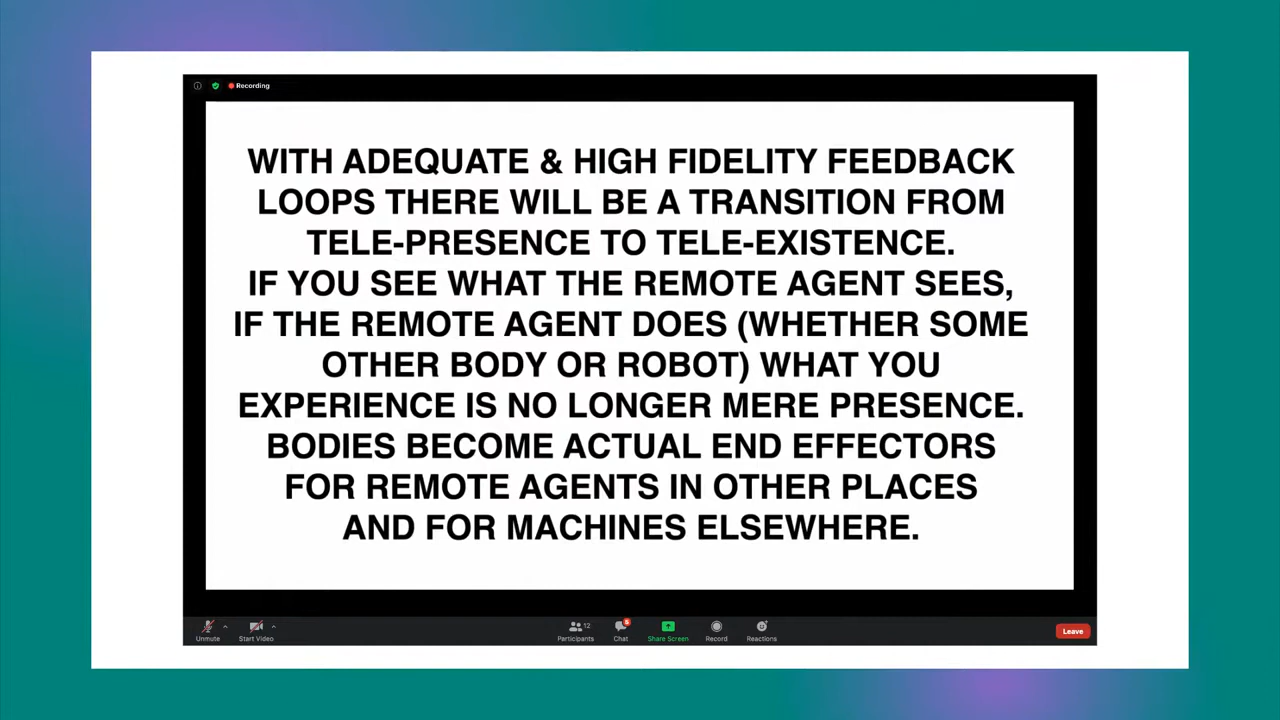 Recording
WITH ADEQUATE & HIGH FIDELITY FEEDBACK
LOOPS THERE WILL BE A TRANSITION FROM
TELE-PRESENCE TO TELE-EXISTENCE.
IF YOU SEE WHAT THE REMOTE AGENT SEES,
IF THE REMOTE AGENT DOES (WHETHER SOME
OTHER BODY OR ROBOT) WHAT YOU
EXPERIENCE IS NO LONGER MERE PRESENCE.
BODIES BECOME ACTUAL END EFFECTORS
FOR REMOTE AGENTS IN OTHER PLACES
AND FOR MACHINES ELSEWHERE.
Unmute
Start Video
12
Participants
8
Chat
Share Screen
Record
Reactions
Leave